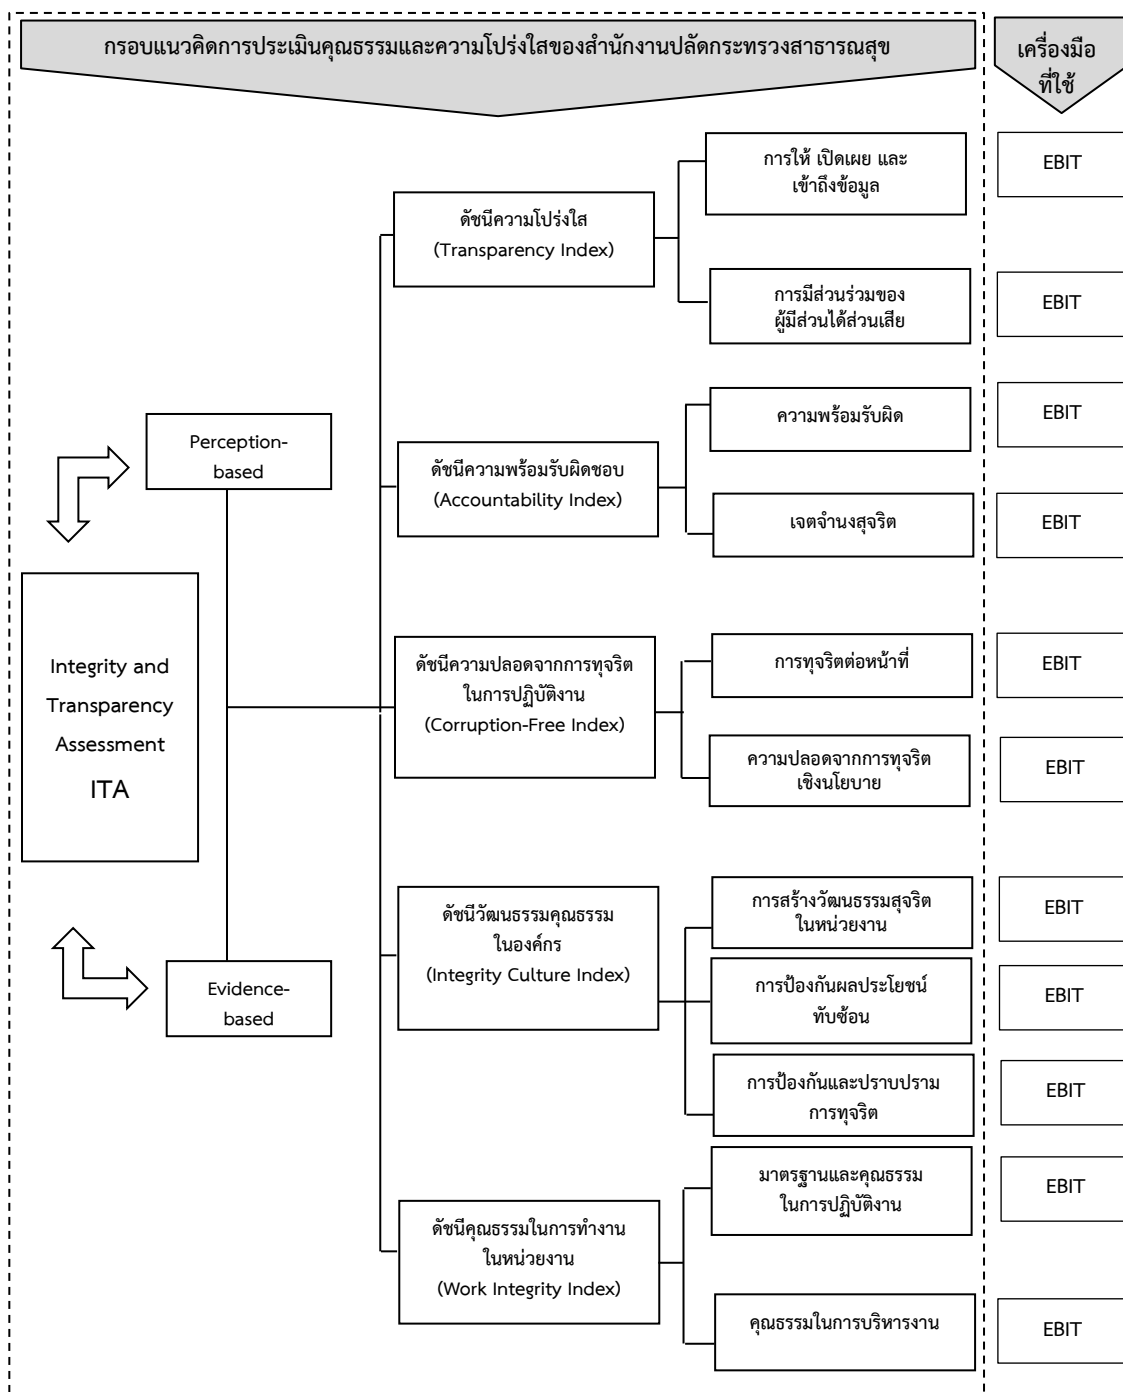 กรอบแนวคิดการประเมินคุณธรรมและความโปร่งใสของสำนักงานปลัดกระทรวงสาธารณสุข
เครื่องมือ
ที่ใช้
Integrity and
Transparency
Assessment
ITA
Perception-
based
Evidence-
based
ดัชนีความโปร่งใส
(Transparency Index)
การให้ เปิดเผย และ
เข้าถึงข้อมูล
EBIT
การมีส่วนร่วมของ
ผู้มีส่วนได้ส่วนเสีย
EBIT
ดัชนีความพร้อมรับผิดชอบ
(Accountability Index)
ความพร้อมรับผิด
EBIT
เจตจำนงสุจริต
EBIT
ดัชนีความปลอดจากการทุจริต
ในการปฏิบัติงาน
(Corruption-Free Index)
การทุจริตต่อหน้าที่
EBIT
ความปลอดจากการทุจริต
เชิงนโยบาย
EBIT
ดัชนีวัฒนธรรมคุณธรรม
ในองค์กร
(Integrity Culture Index)
การสร้างวัฒนธรรมสุจริต
ในหน่วยงาน
EBIT
การป้องกันผลประโยชน์
ทับซ้อน
EBIT
การป้องกันและปราบปราม
การทุจริต
EBIT
ดัชนีคุณธรรมในการทำงาน
ในหน่วยงาน
(Work Integrity Index)
มาตรฐานและคุณธรรม
ในการปฏิบัติงาน
EBIT
คุณธรรมในการบริหารงาน
EBIT